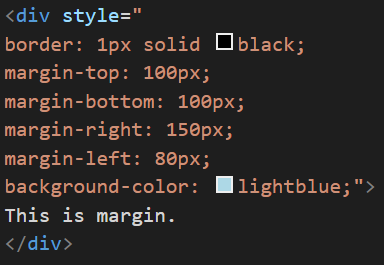 <div style="
border: 1px solid black;
margin-top: 100px;
margin-bottom: 100px;
margin-right: 150px;
margin-left: 80px;
background-color: lightblue;">
This is margin.
</div>